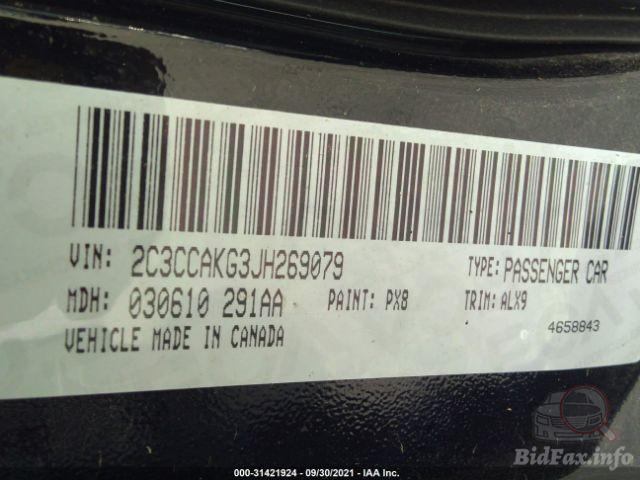 VIN: 2C3CCAKG3JH269079 TYPE: PASSENGER CAR
MDH: 030610 291AA PAINT: PX8 TRIM: ALX9
VEHICLE MADE IN CANADA 4658843
000-31421924 - 09/30/2021 - IAA Inc.
BidFax.info